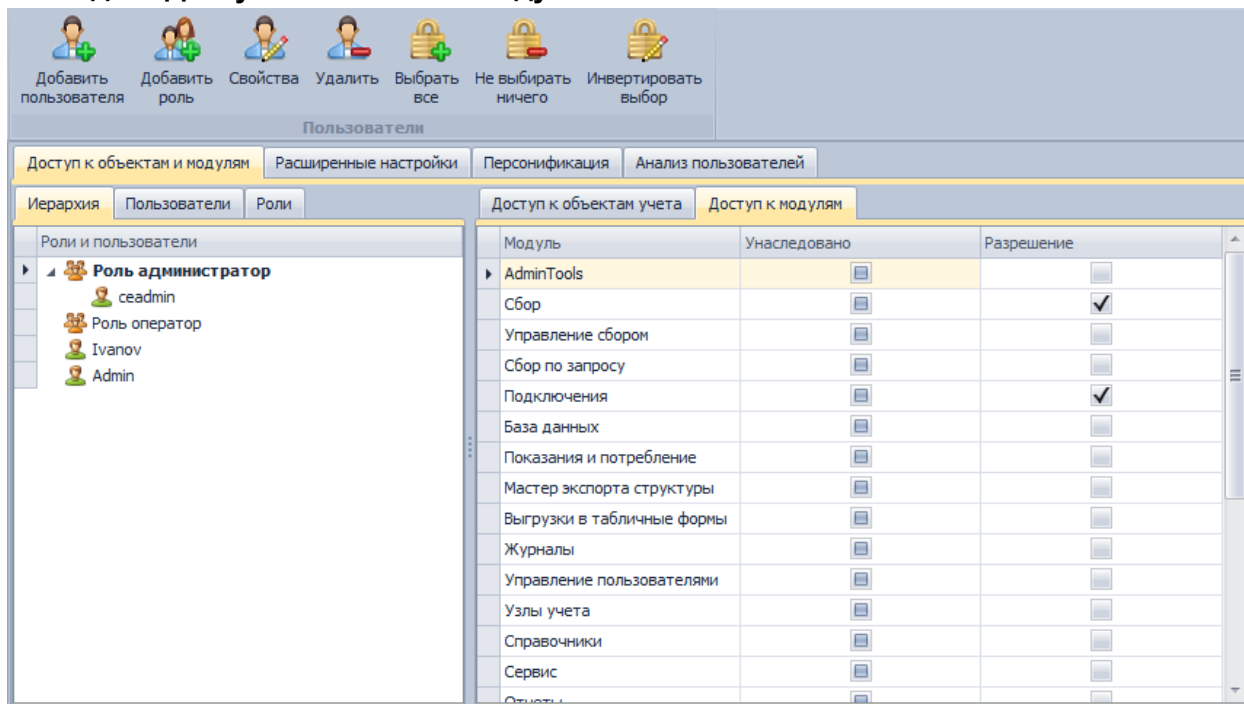 Добавить пользователя
Добавить роль
Свойства
Удалить
Выбрать все
Не выбирать ничего
Инвертировать выбор
Пользователи
Доступ к объектам и модулям Расширенные настройки Персонификация Анализ пользователей
Иерархия Пользователи Роли
Доступ к объектам учета Доступ к модулям
Роли и пользователи
Роль администратор
ceadmin
Роль оператор
Ivanov
Admin
Модуль Унаследовано Разрешение
AdminTools
Сбор
Управление сбором
Сбор по запросу
Подключения
База данных
Показания и потребление
Мастер экспорта структуры
Выгрузки в табличные формы
Журналы
Управление пользователями
Узлы учета
Справочники
Сервис
Отчеты